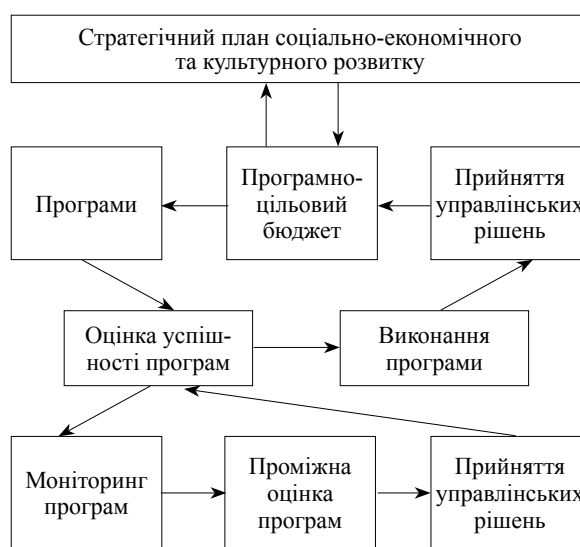 Стратегічний план соціально-економічного
та культурного розвитку
Програми
Програмно-
цільовий
бюджет
Прийняття
управлінських
рішень
Оцінка успіш-
ності програм
Виконання
програми
Моніторинг
програм
Проміжна
оцінка
програм
Прийняття
управлінських
рішень